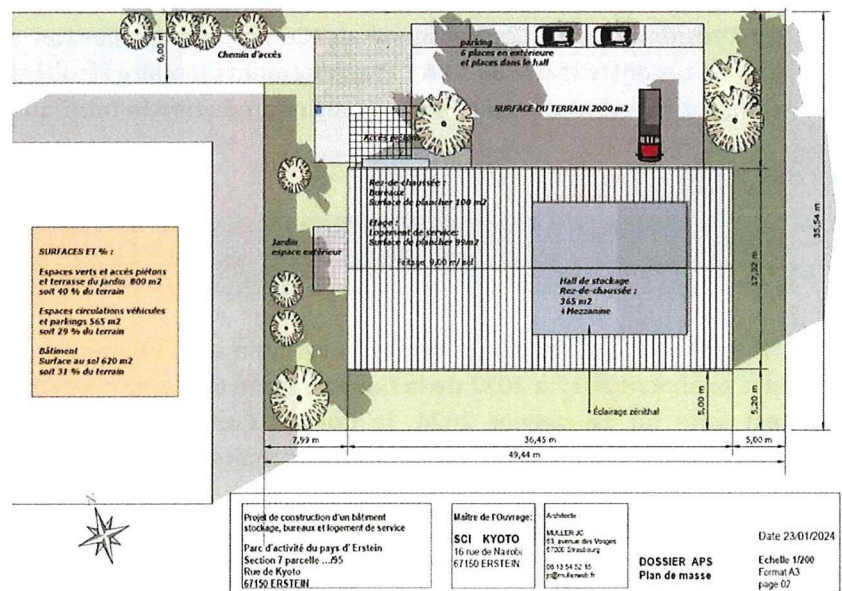 6,00 m
Chemin d'accès
parking
6 places en extérieure
et places dans le hall
SURFACE DU TERRAIN 2000 m2
Accès piétons
Rez-de-chaussée :
Bureaux
Surface de plancher 100 m2
Etage :
Logement de service:
Surface de plancher 99m2
Faitage 9,00 m/ sol
Jardin
espace extérieur
Hall de stockage
Rez-de-chaussée :
365 m2
+ Mezzanine
Éclairage zénithal
35,54 m
17,32 m
5,00 m
5,20 m
7,99 m
36,45 m
5,00 m
49,44 m
SURFACES ET % :
Espaces verts et accès piétons
et terrasse du Jardin 800 m2
soit 40 % du terrain
Espaces circulations véhicules
et parkings 565 m2
soit 29 % du terrain
Bâtiment
Surface au sol 620 m2
soit 31 % du terrain
N
Projet de construction d'un bâtiment
stockage, bureaux et logement de service
Parc d'activité du pays d' Erstein
Section 7 parcelle .../95
Rue de Kyoto
67150 ERSTEIN
Maître de l'Ouvrage:
SCI KYOTO
16 rue de Nairobi
67150 ERSTEIN
Architecte
MULLER JC
avenue des Vosges
Strasbourg
DOSSIER APS
Plan de masse
Date 23/01/2024
Echelle 1/200
Format A3
page 02